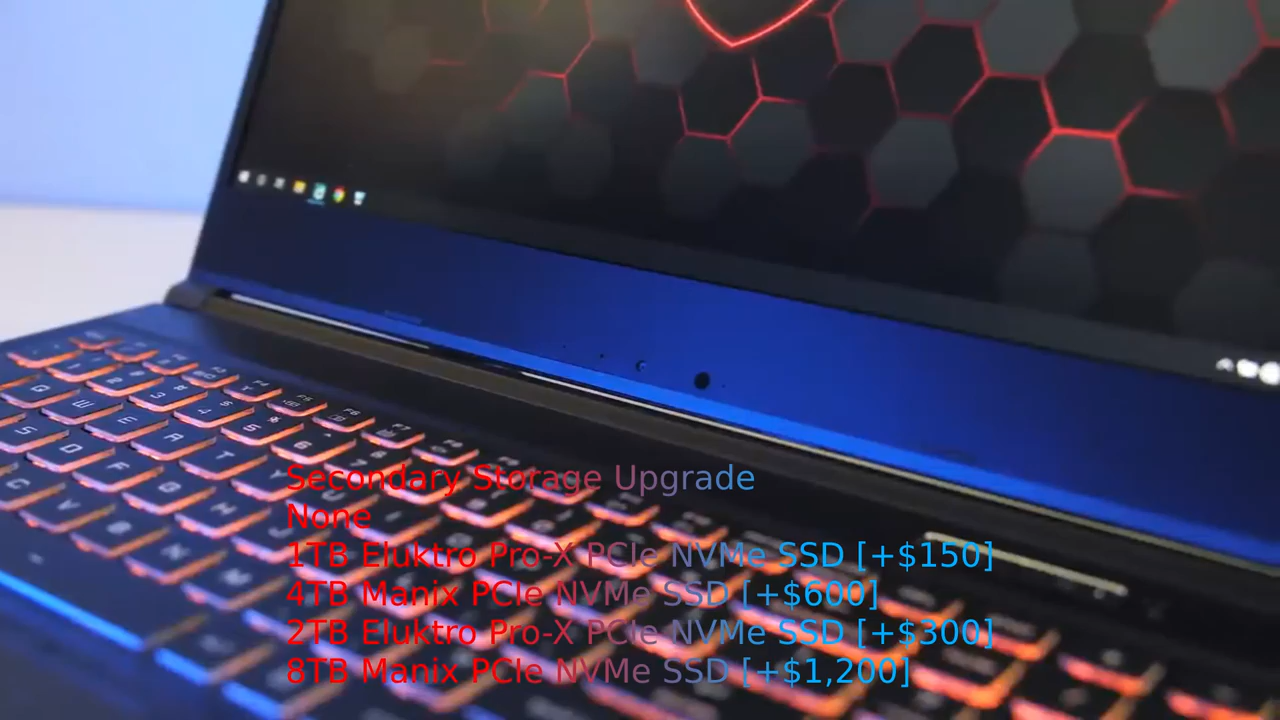 Secondary Storage Upgrade
None
1TB Eluktro Pro-X PCIe NVMe SSD [+$150]
4TB Manix PCIe NVMe SSD [+$600]
2TB Eluktro Pro-X PCIe NVMe SSD [+$300]
8TB Manix PCIe NVMe SSD [+$1,200]